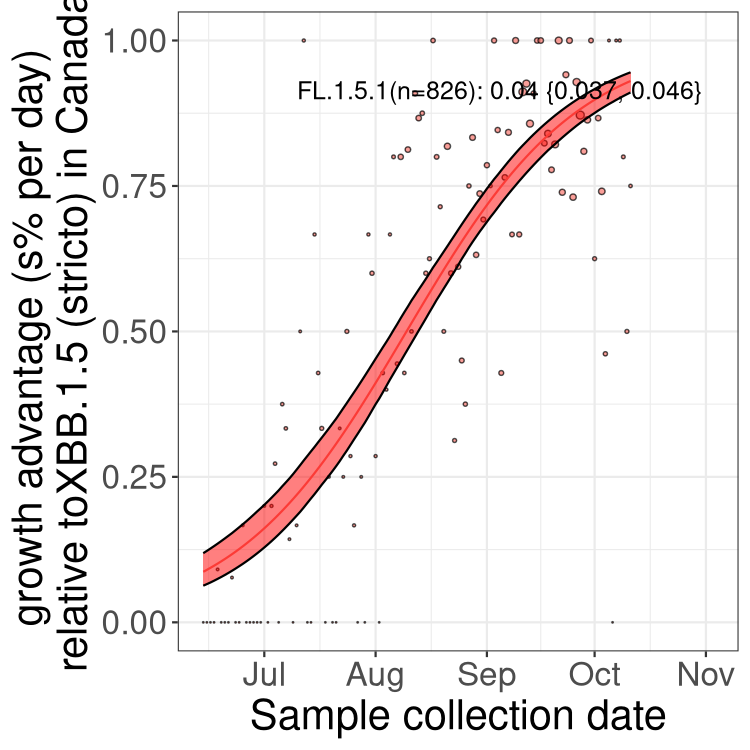 growth advantage (s% per day)
relative toXBB.1.5 (stricto) in Canada
1.00
0.75
0.50
0.25
0.00
FL.1.5.1(n=826): 0.04 {0.037, 0.046}
Jul Aug Sep Oct Nov
Sample collection date